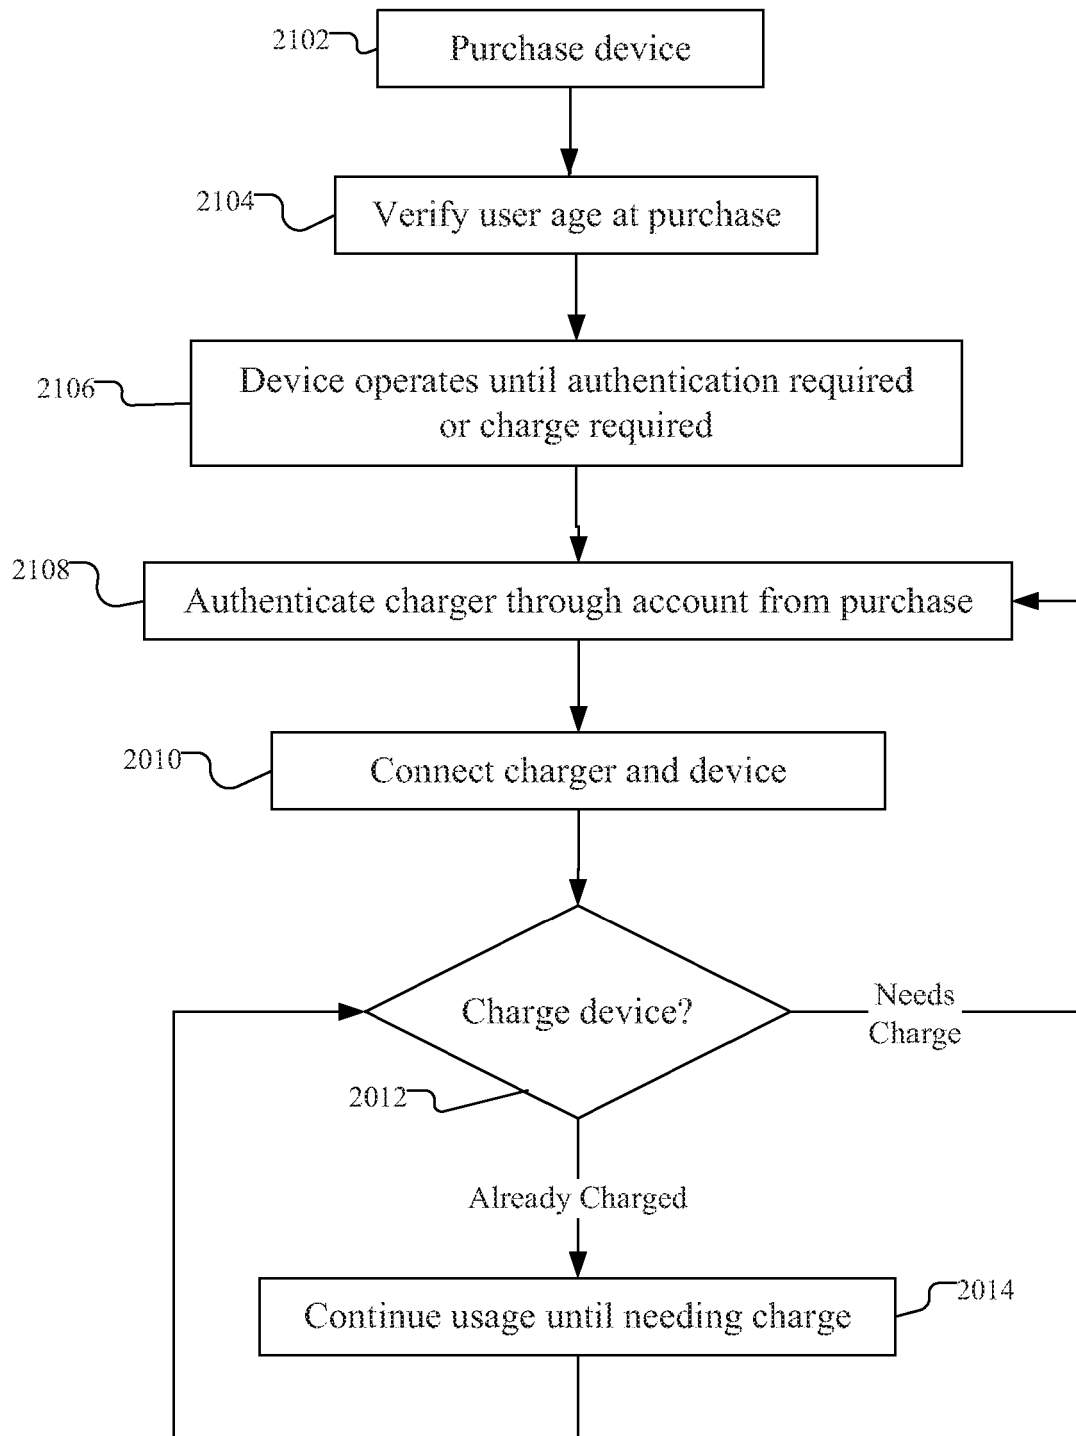 2102
Purchase device
2104
Verify user age at purchase
2106
Device operates until authentication required
or charge required
2108
Authenticate charger through account from purchase
2010
Connect charger and device
Charge device?
Needs
Charge
2012
Already Charged
Continue usage until needing charge
2014